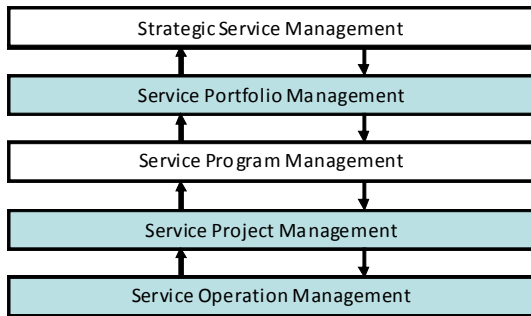 Strategic Service Management
Service Portfolio Management
Service Program Management
Service Project Management
Service Operation Management